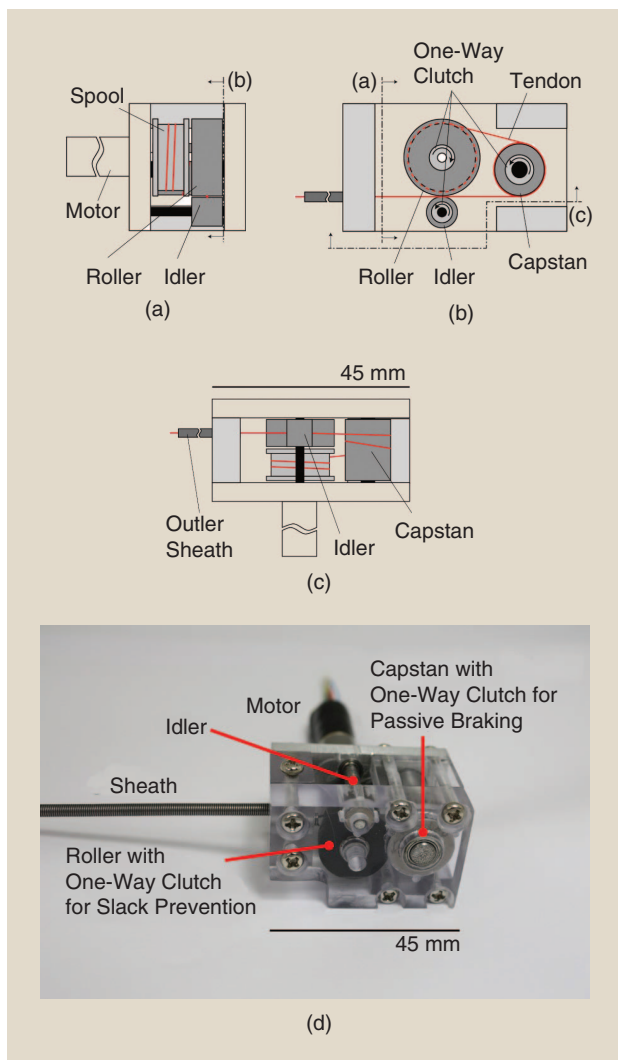 (b)
Spool
Motor
Roller
Idler
(a)
One-Way
Clutch
(a)
Tendon
(c)
Roller
Idler
Capstan
(b)
45 mm
Outler
Sheath
Idler
Capstan
(c)
Capstan with
One-Way Clutch for
Passive Braking
Motor
Idler
Sheath
Roller with
One-Way Clutch
for Slack Prevention
45 mm
(d)